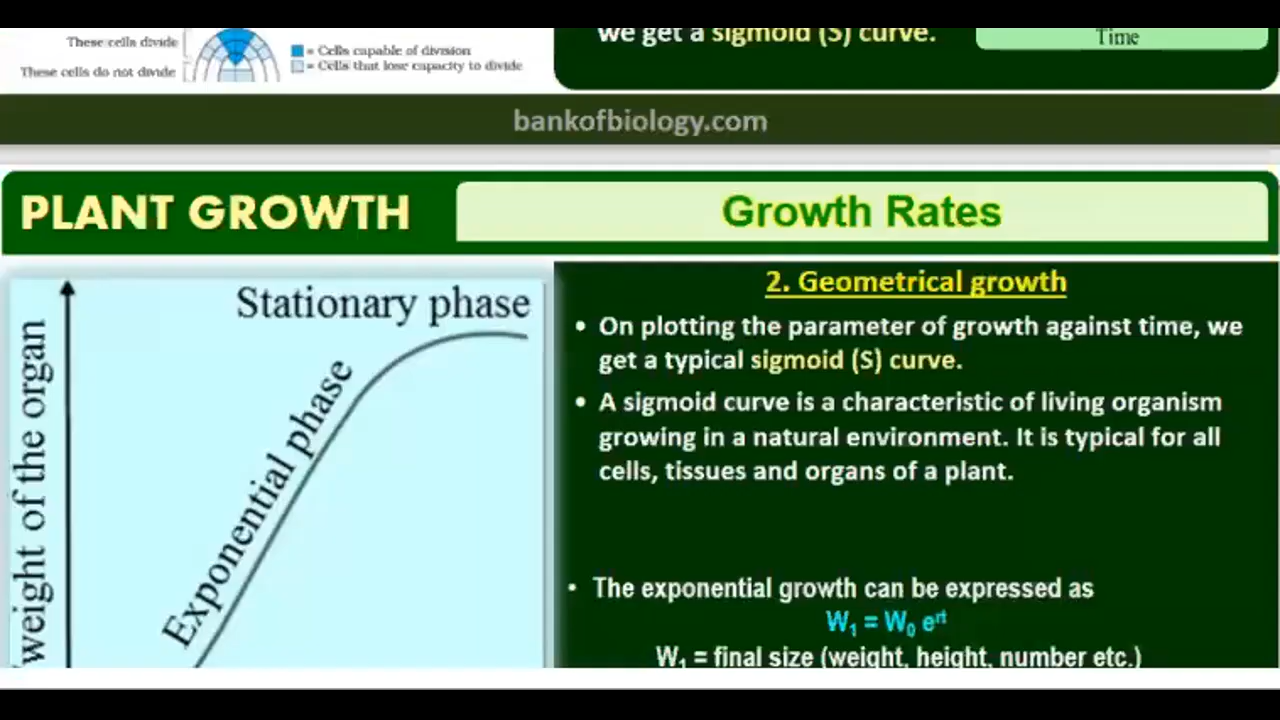 These cells divide
These cells do not divide
= Cells capable of division
= Cells that lose capacity to divide
we get a sigmoid (S) curve.
Time
bankofbiology.com
PLANT GROWTH
Growth Rates
Stationary phase
Exponential phase
weight of the organ
2. Geometrical growth
• On plotting the parameter of growth against time, we
get a typical sigmoid (S) curve.
• A sigmoid curve is a characteristic of living organism
growing in a natural environment. It is typical for all
cells, tissues and organs of a plant.
• The exponential growth can be expressed as
W₁ = W₀ eʳᵗ
W₁ = final size (weight, height, number etc.)